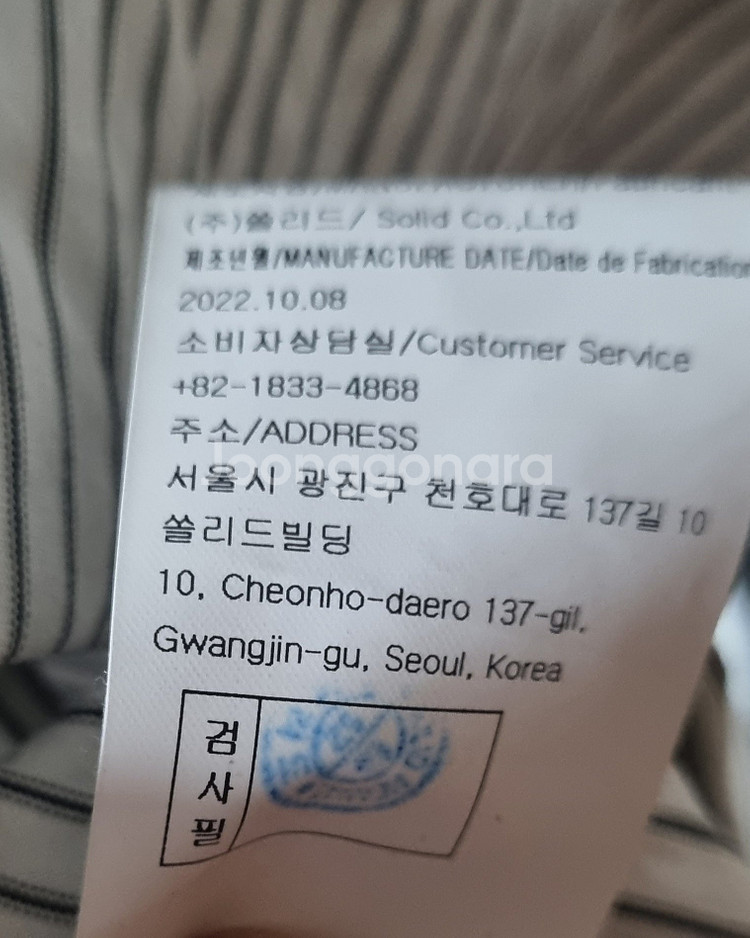 (주)쏠리드/ Solid Co.,Ltd
제조년월/MANUFACTURE DATE/Date de Fabrication
2022.10.08
소비자상담실/Customer Service
+82-1833-4868
주소/ADDRESS
Joonggonara
서울시 광진구 천호대로 137길 10
쏠리드빌딩
10, Cheonho-daero 137-gil,
Gwangjin-gu, Seoul, Korea
검
사
필